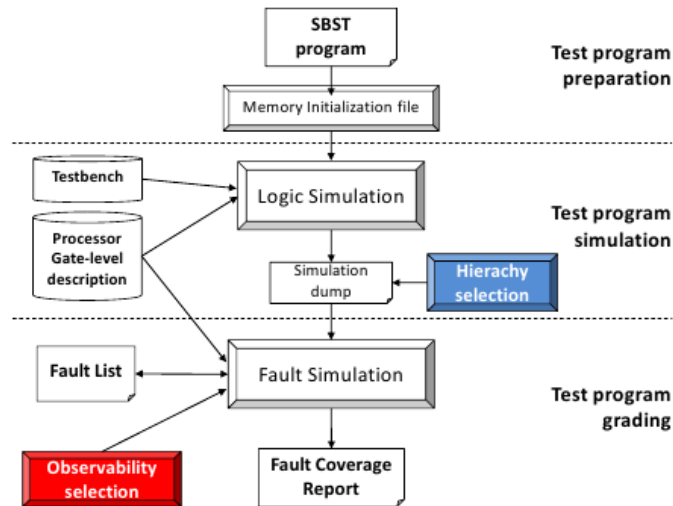 SBST
program
Test program
preparation
Memory Initialization file
Testbench
Logic Simulation
Test program
simulation
Processor
Gate-level
description
Simulation
dump
Hierachy
selection
Fault List
Fault Simulation
Test program
grading
Observability
selection
Fault Coverage
Report